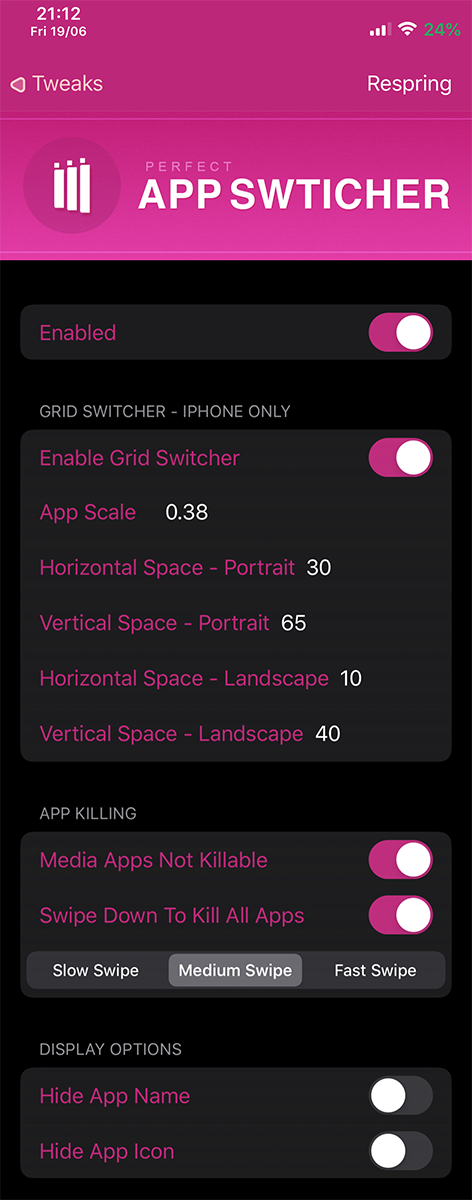 21:12
Fri 19/06
24%
Tweaks
Respring
PERFECT
APP SWTICHER
Enabled
GRID SWITCHER - IPHONE ONLY
Enable Grid Switcher
App Scale 0.38
Horizontal Space - Portrait 30
Vertical Space - Portrait 65
Horizontal Space - Landscape 10
Vertical Space - Landscape 40
APP KILLING
Media Apps Not Killable
Swipe Down To Kill All Apps
Slow Swipe Medium Swipe Fast Swipe
DISPLAY OPTIONS
Hide App Name
Hide App Icon